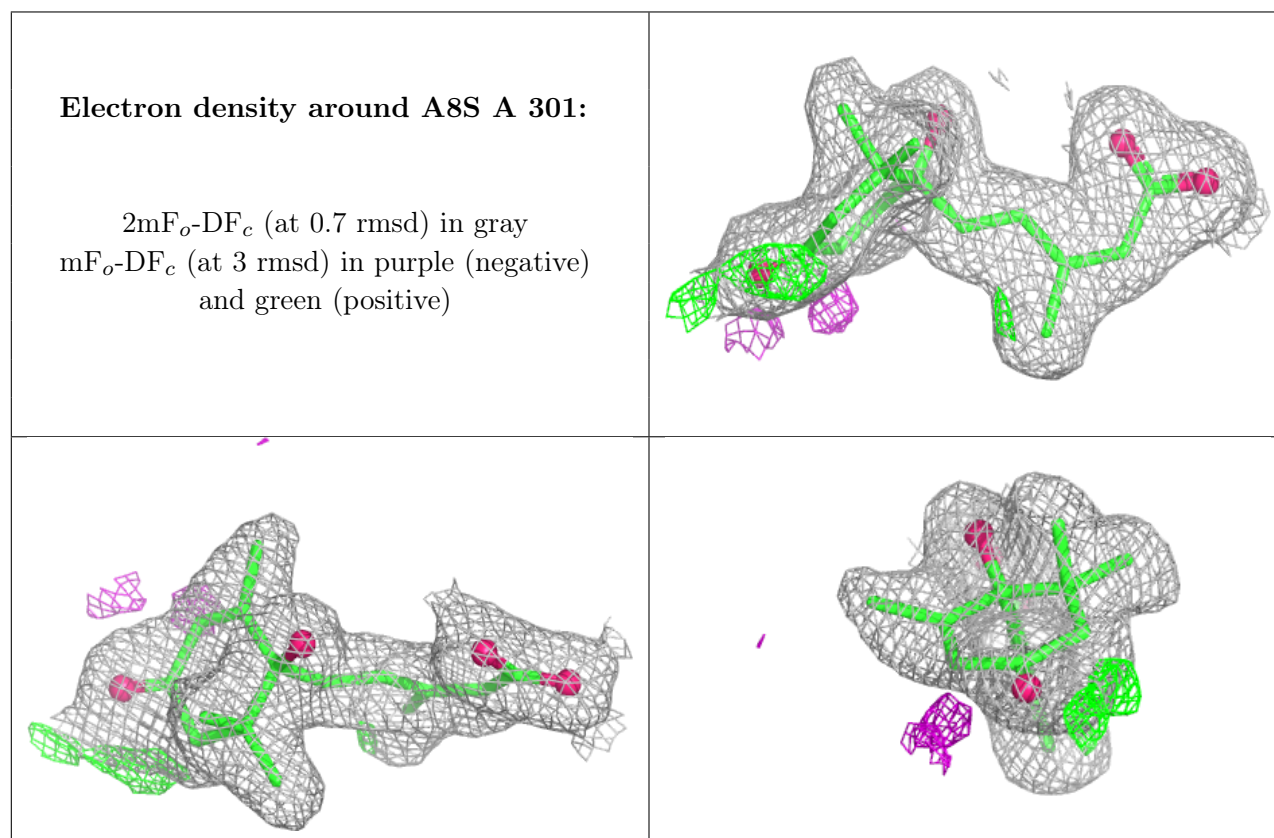 Electron density around A8S A 301:
2mFo-DFc (at 0.7 rmsd) in gray
mFo-DFc (at 3 rmsd) in purple (negative)
and green (positive)